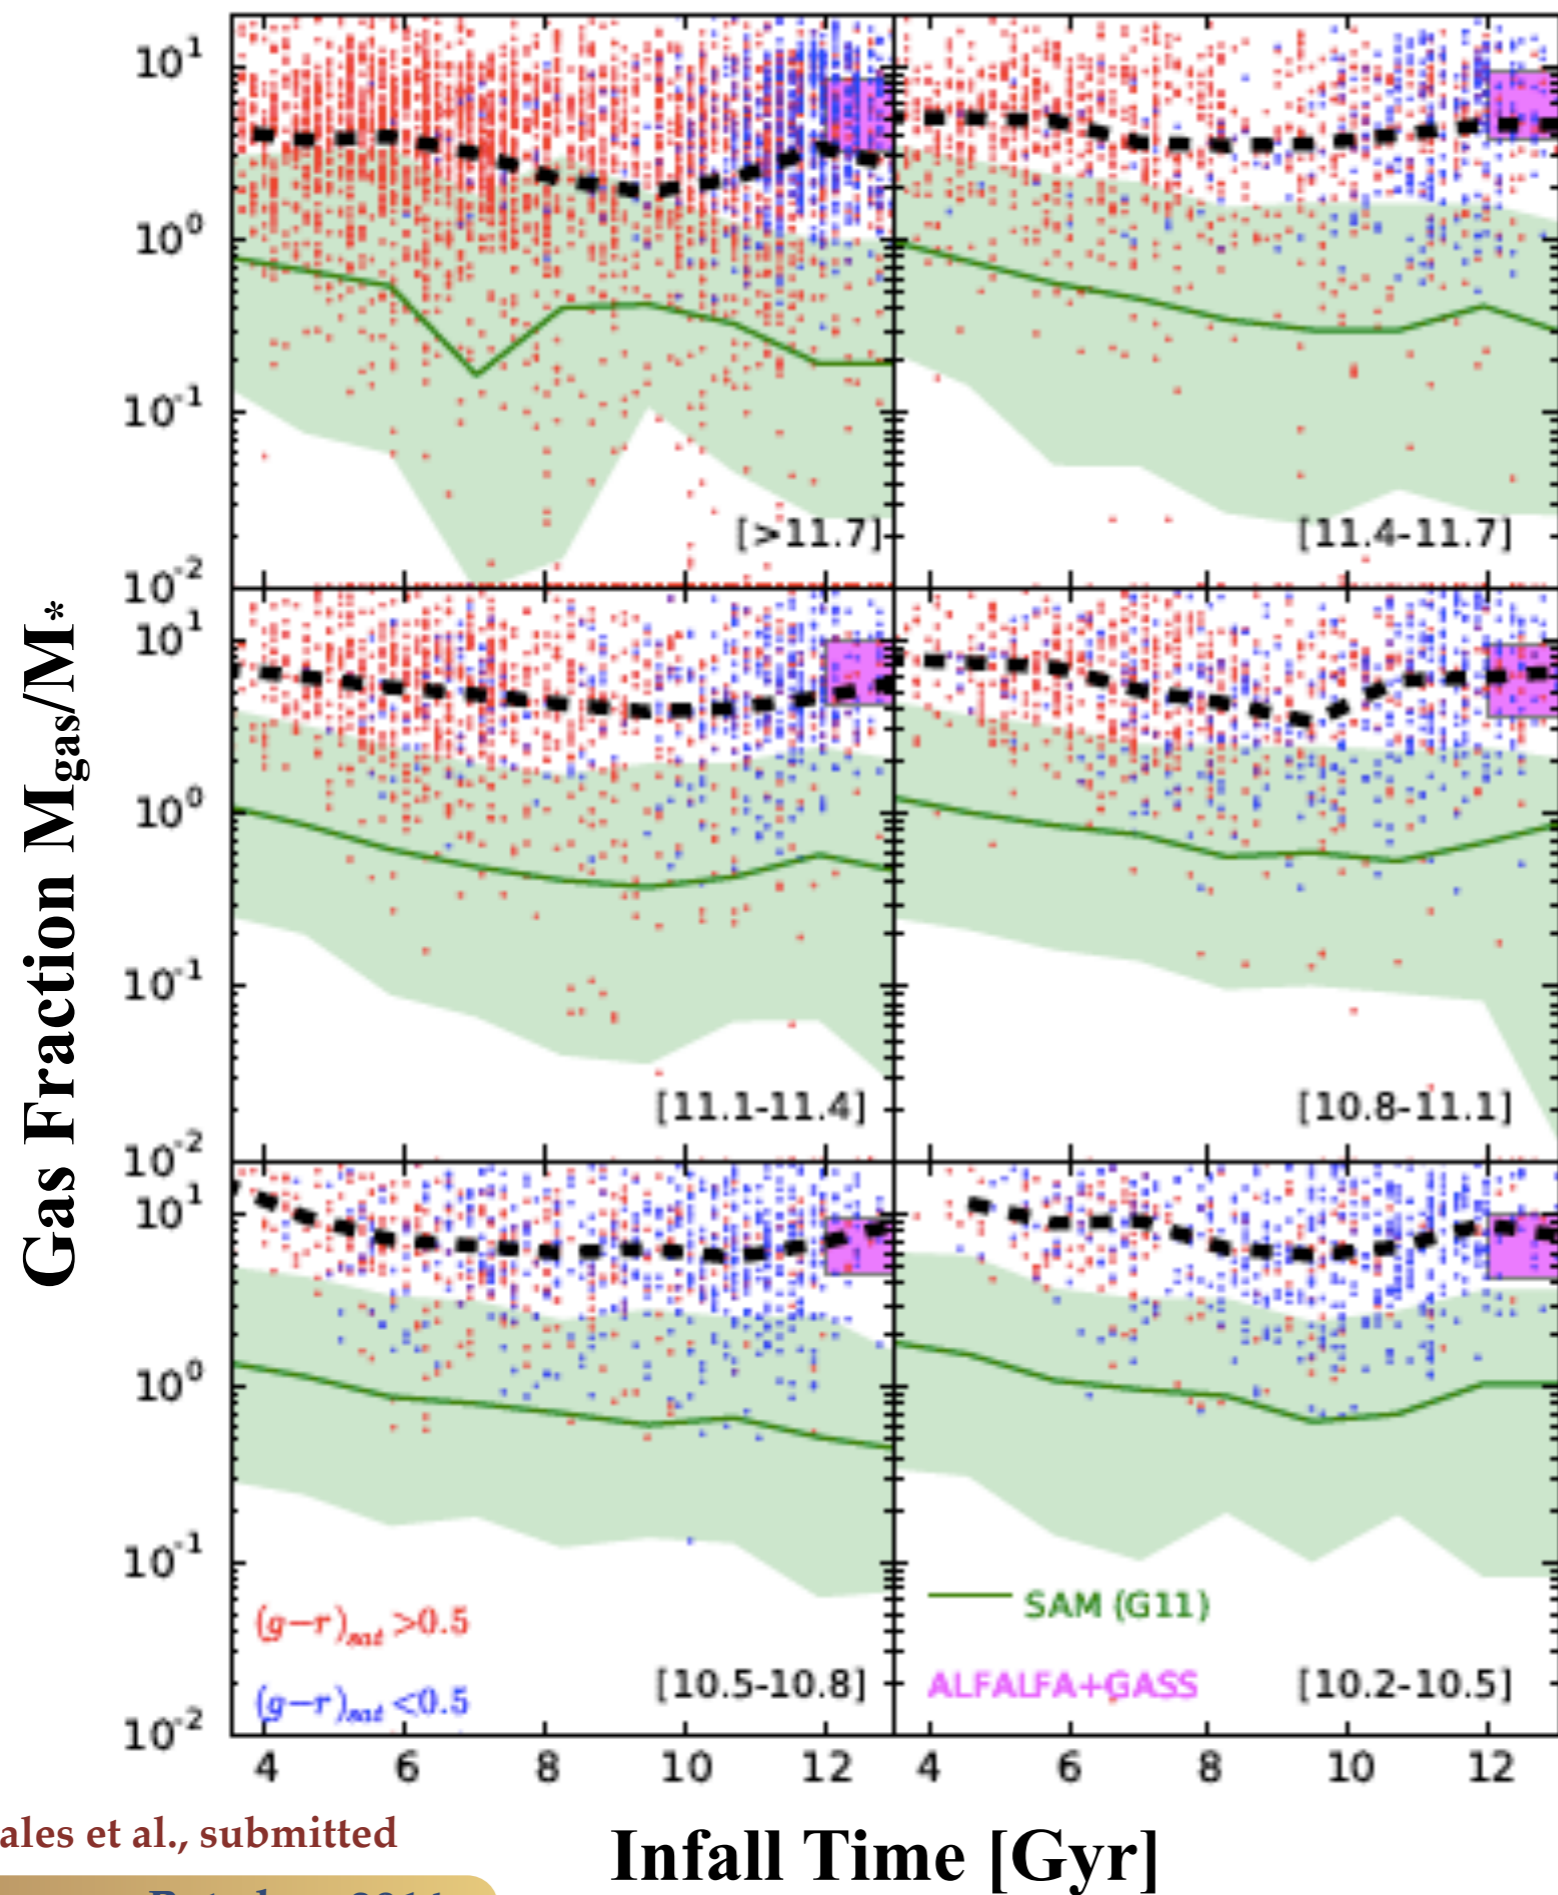 Gas Fraction Mgas/M*
10¹
10⁰
10⁻¹
10⁻²
[>11.7]
[11.4-11.7]
10¹
10⁰
10⁻¹
10⁻²
[11.1-11.4]
[10.8-11.1]
10¹
10⁰
10⁻¹
10⁻²
(g−r)sat >0.5
(g−r)sat <0.5
[10.5-10.8]
SAM (G11)
ALFALFA+GASS
[10.2-10.5]
4 6 8 10 12 4 6 8 10 12
Infall Time [Gyr]
ales et al., submitted